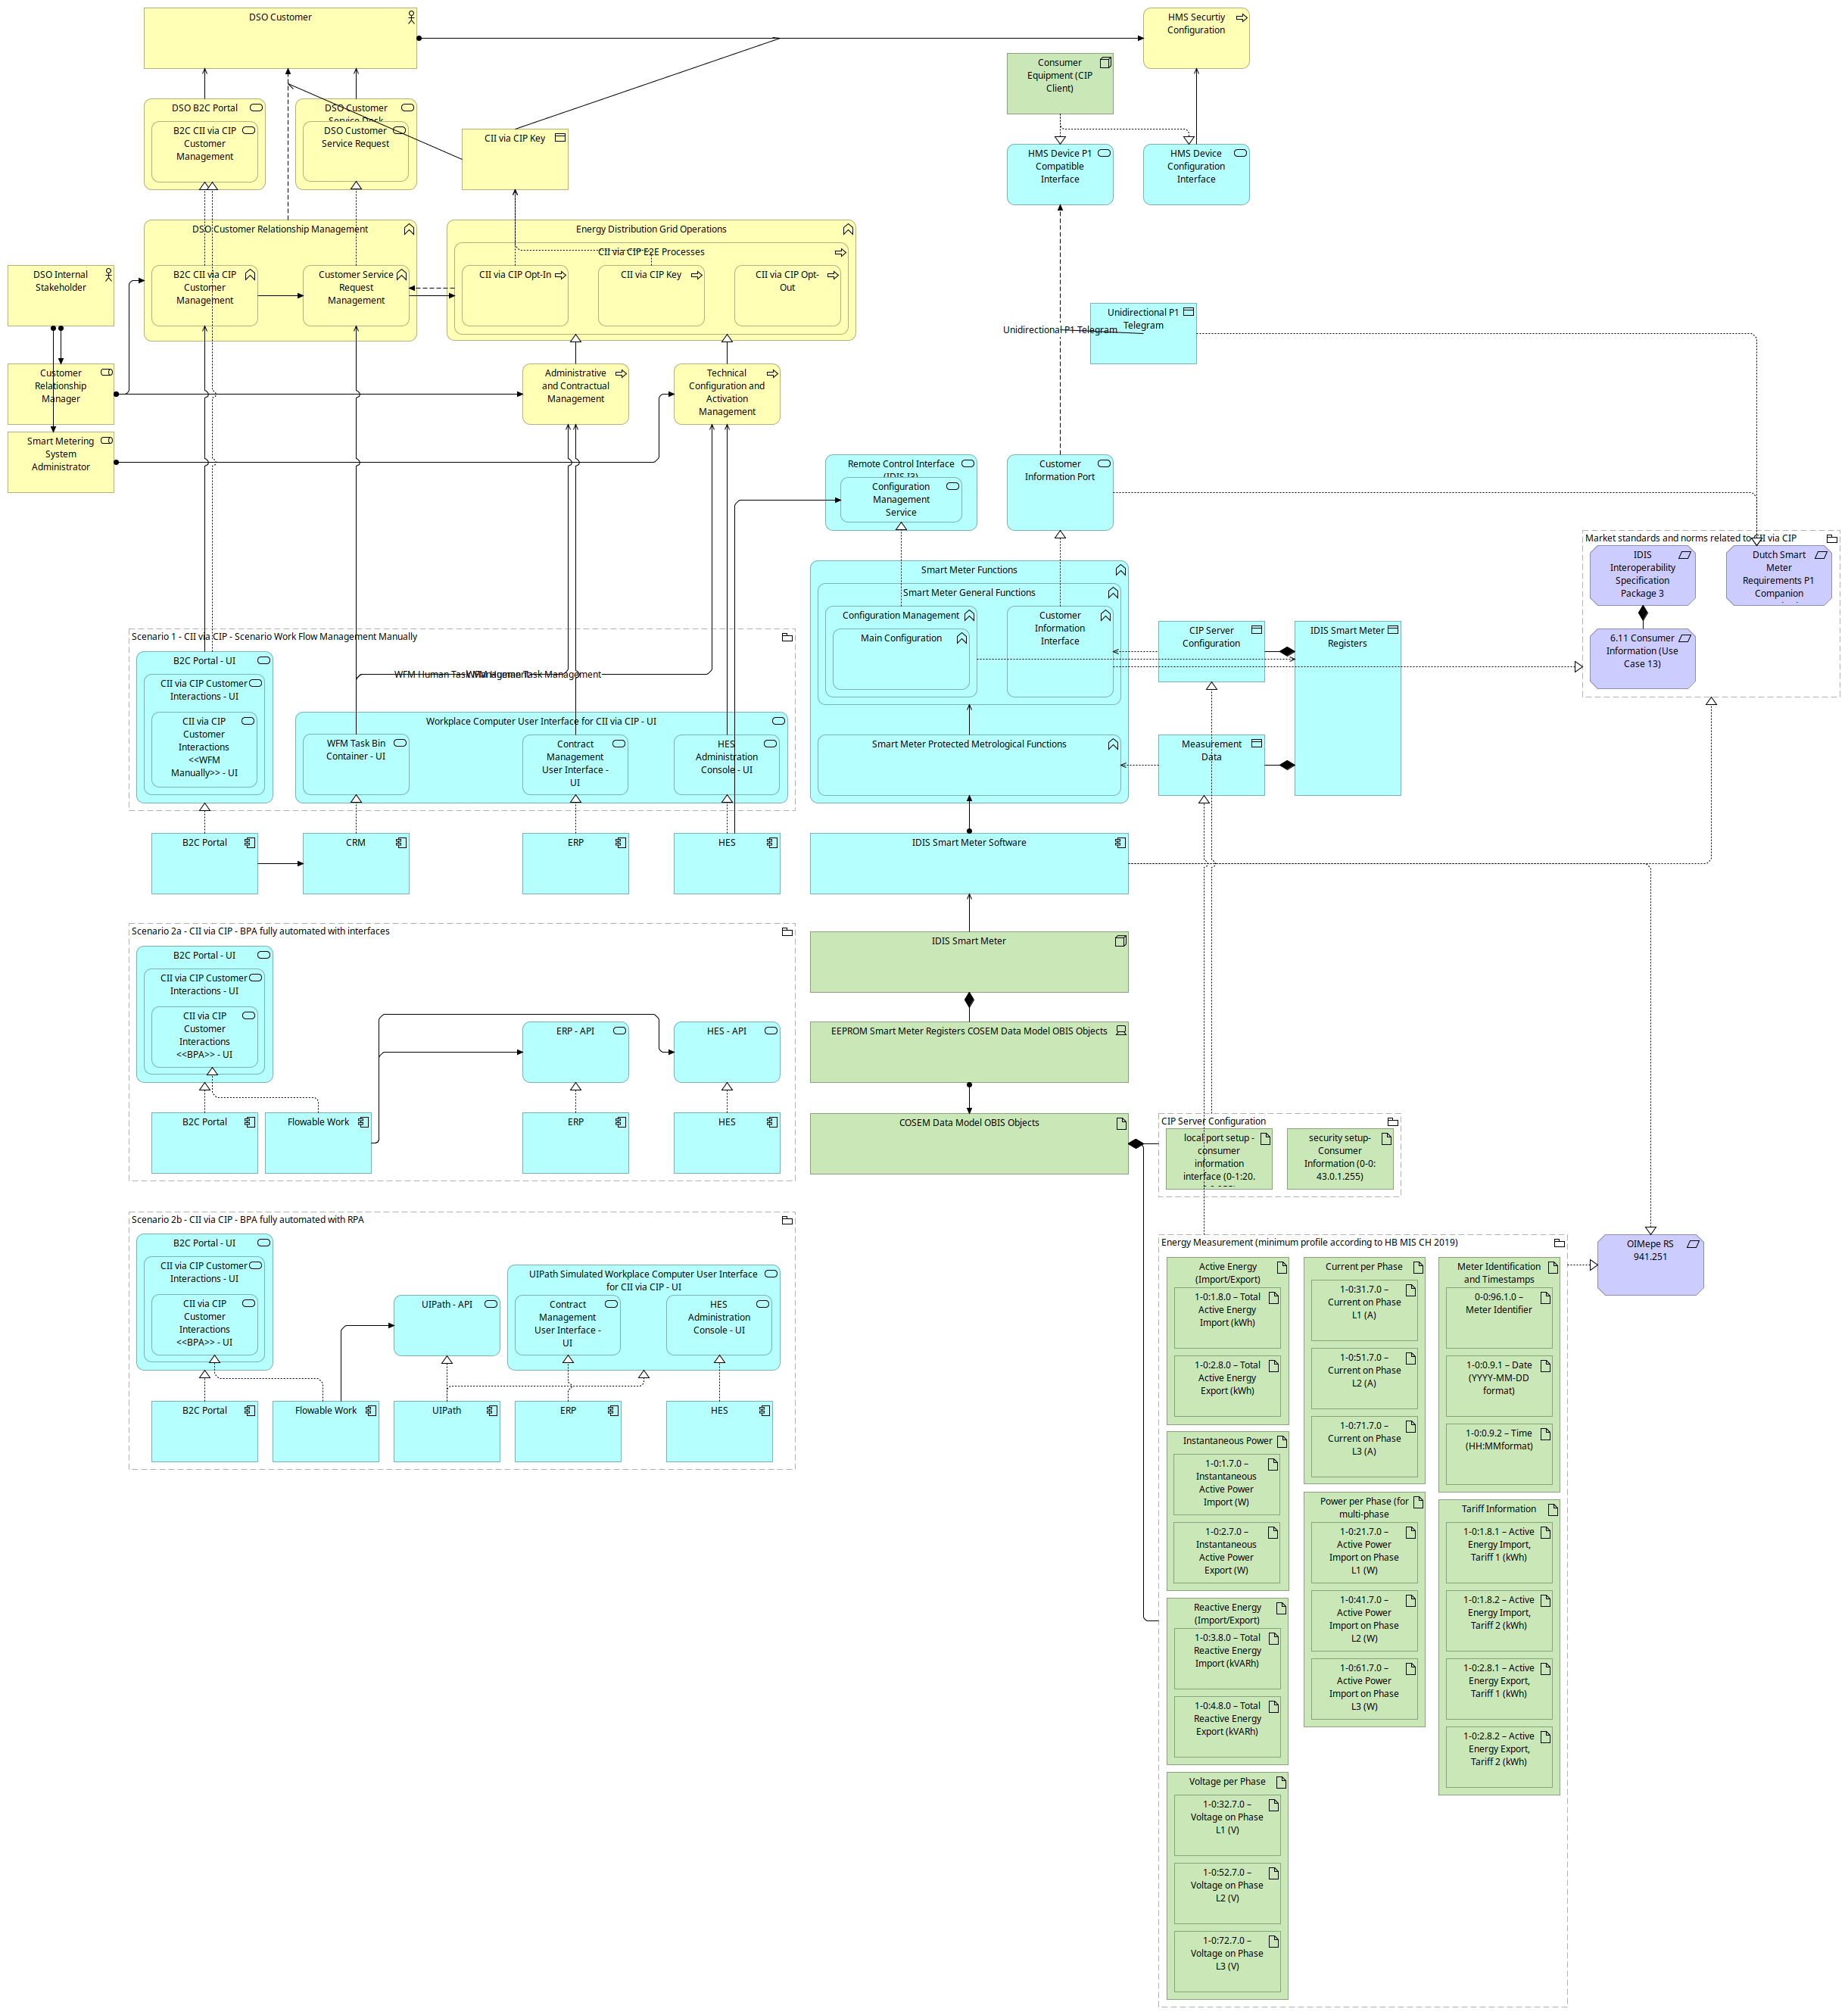 DSO Customer
HMS Securtiy
Configuration
Consumer
Equipment (CIP
Client)
DSO B2C Portal
B2C CII via CIP
Customer
Management
DSO Customer
Service Desk
DSO Customer
Service Request
CII via CIP Key
HMS Device P1
Compatible
Interface
HMS Device
Configuration
Interface
DSO Customer Relationship Management
B2C CII via CIP
Customer
Management
Customer Service
Request
Management
Energy Distribution Grid Operations
CII via CIP E2E Processes
CII via CIP Opt-In
CII via CIP Key
CII via CIP Opt-
Out
DSO Internal
Stakeholder
Unidirectional P1
Telegram
Unidirectional P1 Telegram
Customer
Relationship
Manager
Administrative
and Contractual
Management
Technical
Configuration and
Activation
Management
Smart Metering
System
Administrator
Remote Control Interface
(IDIS I3)
Configuration
Management
Service
Customer
Information Port
Market standards and norms related to CII via CIP
IDIS
Interoperability
Specification
Package 3
Dutch Smart
Meter
Requirements P1
Companion
6.11 Consumer
Information (Use
Case 13)
Smart Meter Functions
Smart Meter General Functions
Configuration Management
Main Configuration
Customer
Information
Interface
CIP Server
Configuration
IDIS Smart Meter
Registers
Smart Meter Protected Metrological Functions
Measurement
Data
Scenario 1 - CII via CIP - Scenario Work Flow Management Manually
B2C Portal - UI
CII via CIP Customer
Interactions - UI
CII via CIP
Customer
Interactions
<<WFM
Manually>> - UI
WFM Human Task Management
WFM Human Task Management
Workplace Computer User Interface for CII via CIP - UI
WFM Task Bin
Container - UI
Contract
Management
User Interface -
UI
HES
Administration
Console - UI
B2C Portal
CRM
ERP
HES
IDIS Smart Meter Software
Scenario 2a - CII via CIP - BPA fully automated with interfaces
B2C Portal - UI
CII via CIP Customer
Interactions - UI
CII via CIP
Customer
Interactions
<<BPA>> - UI
ERP - API
HES - API
B2C Portal
Flowable Work
ERP
HES
IDIS Smart Meter
EEPROM Smart Meter Registers COSEM Data Model OBIS Objects
COSEM Data Model OBIS Objects
CIP Server Configuration
local port setup -
consumer
information
interface (0-1:20.
security setup-
Consumer
Information (0-0:
43.0.1.255)
Scenario 2b - CII via CIP - BPA fully automated with RPA
B2C Portal - UI
CII via CIP Customer
Interactions - UI
CII via CIP
Customer
Interactions
<<BPA>> - UI
UIPath - API
UIPath Simulated Workplace Computer User Interface
for CII via CIP - UI
Contract
Management
User Interface -
UI
HES
Administration
Console - UI
B2C Portal
Flowable Work
UIPath
ERP
HES
Energy Measurement (minimum profile according to HB MIS CH 2019)
OIMepe RS
941.251
Active Energy
(Import/Export)
1-0:1.8.0 – Total
Active Energy
Import (kWh)
1-0:2.8.0 – Total
Active Energy
Export (kWh)
Instantaneous Power
1-0:1.7.0 –
Instantaneous
Active Power
Import (W)
1-0:2.7.0 –
Instantaneous
Active Power
Export (W)
Reactive Energy
(Import/Export)
1-0:3.8.0 – Total
Reactive Energy
Import (kVARh)
1-0:4.8.0 – Total
Reactive Energy
Export (kVARh)
Voltage per Phase
1-0:32.7.0 –
Voltage on Phase
L1 (V)
1-0:52.7.0 –
Voltage on Phase
L2 (V)
1-0:72.7.0 –
Voltage on Phase
L3 (V)
Current per Phase
1-0:31.7.0 –
Current on Phase
L1 (A)
1-0:51.7.0 –
Current on Phase
L2 (A)
1-0:71.7.0 –
Current on Phase
L3 (A)
Power per Phase (for
multi-phase
1-0:21.7.0 –
Active Power
Import on Phase
L1 (W)
1-0:41.7.0 –
Active Power
Import on Phase
L2 (W)
1-0:61.7.0 –
Active Power
Import on Phase
L3 (W)
Meter Identification
and Timestamps
0-0:96.1.0 –
Meter Identifier
1-0:0.9.1 – Date
(YYYY-MM-DD
format)
1-0:0.9.2 – Time
(HH:MMformat)
Tariff Information
1-0:1.8.1 – Active
Energy Import,
Tariff 1 (kWh)
1-0:1.8.2 – Active
Energy Import,
Tariff 2 (kWh)
1-0:2.8.1 – Active
Energy Export,
Tariff 1 (kWh)
1-0:2.8.2 – Active
Energy Export,
Tariff 2 (kWh)